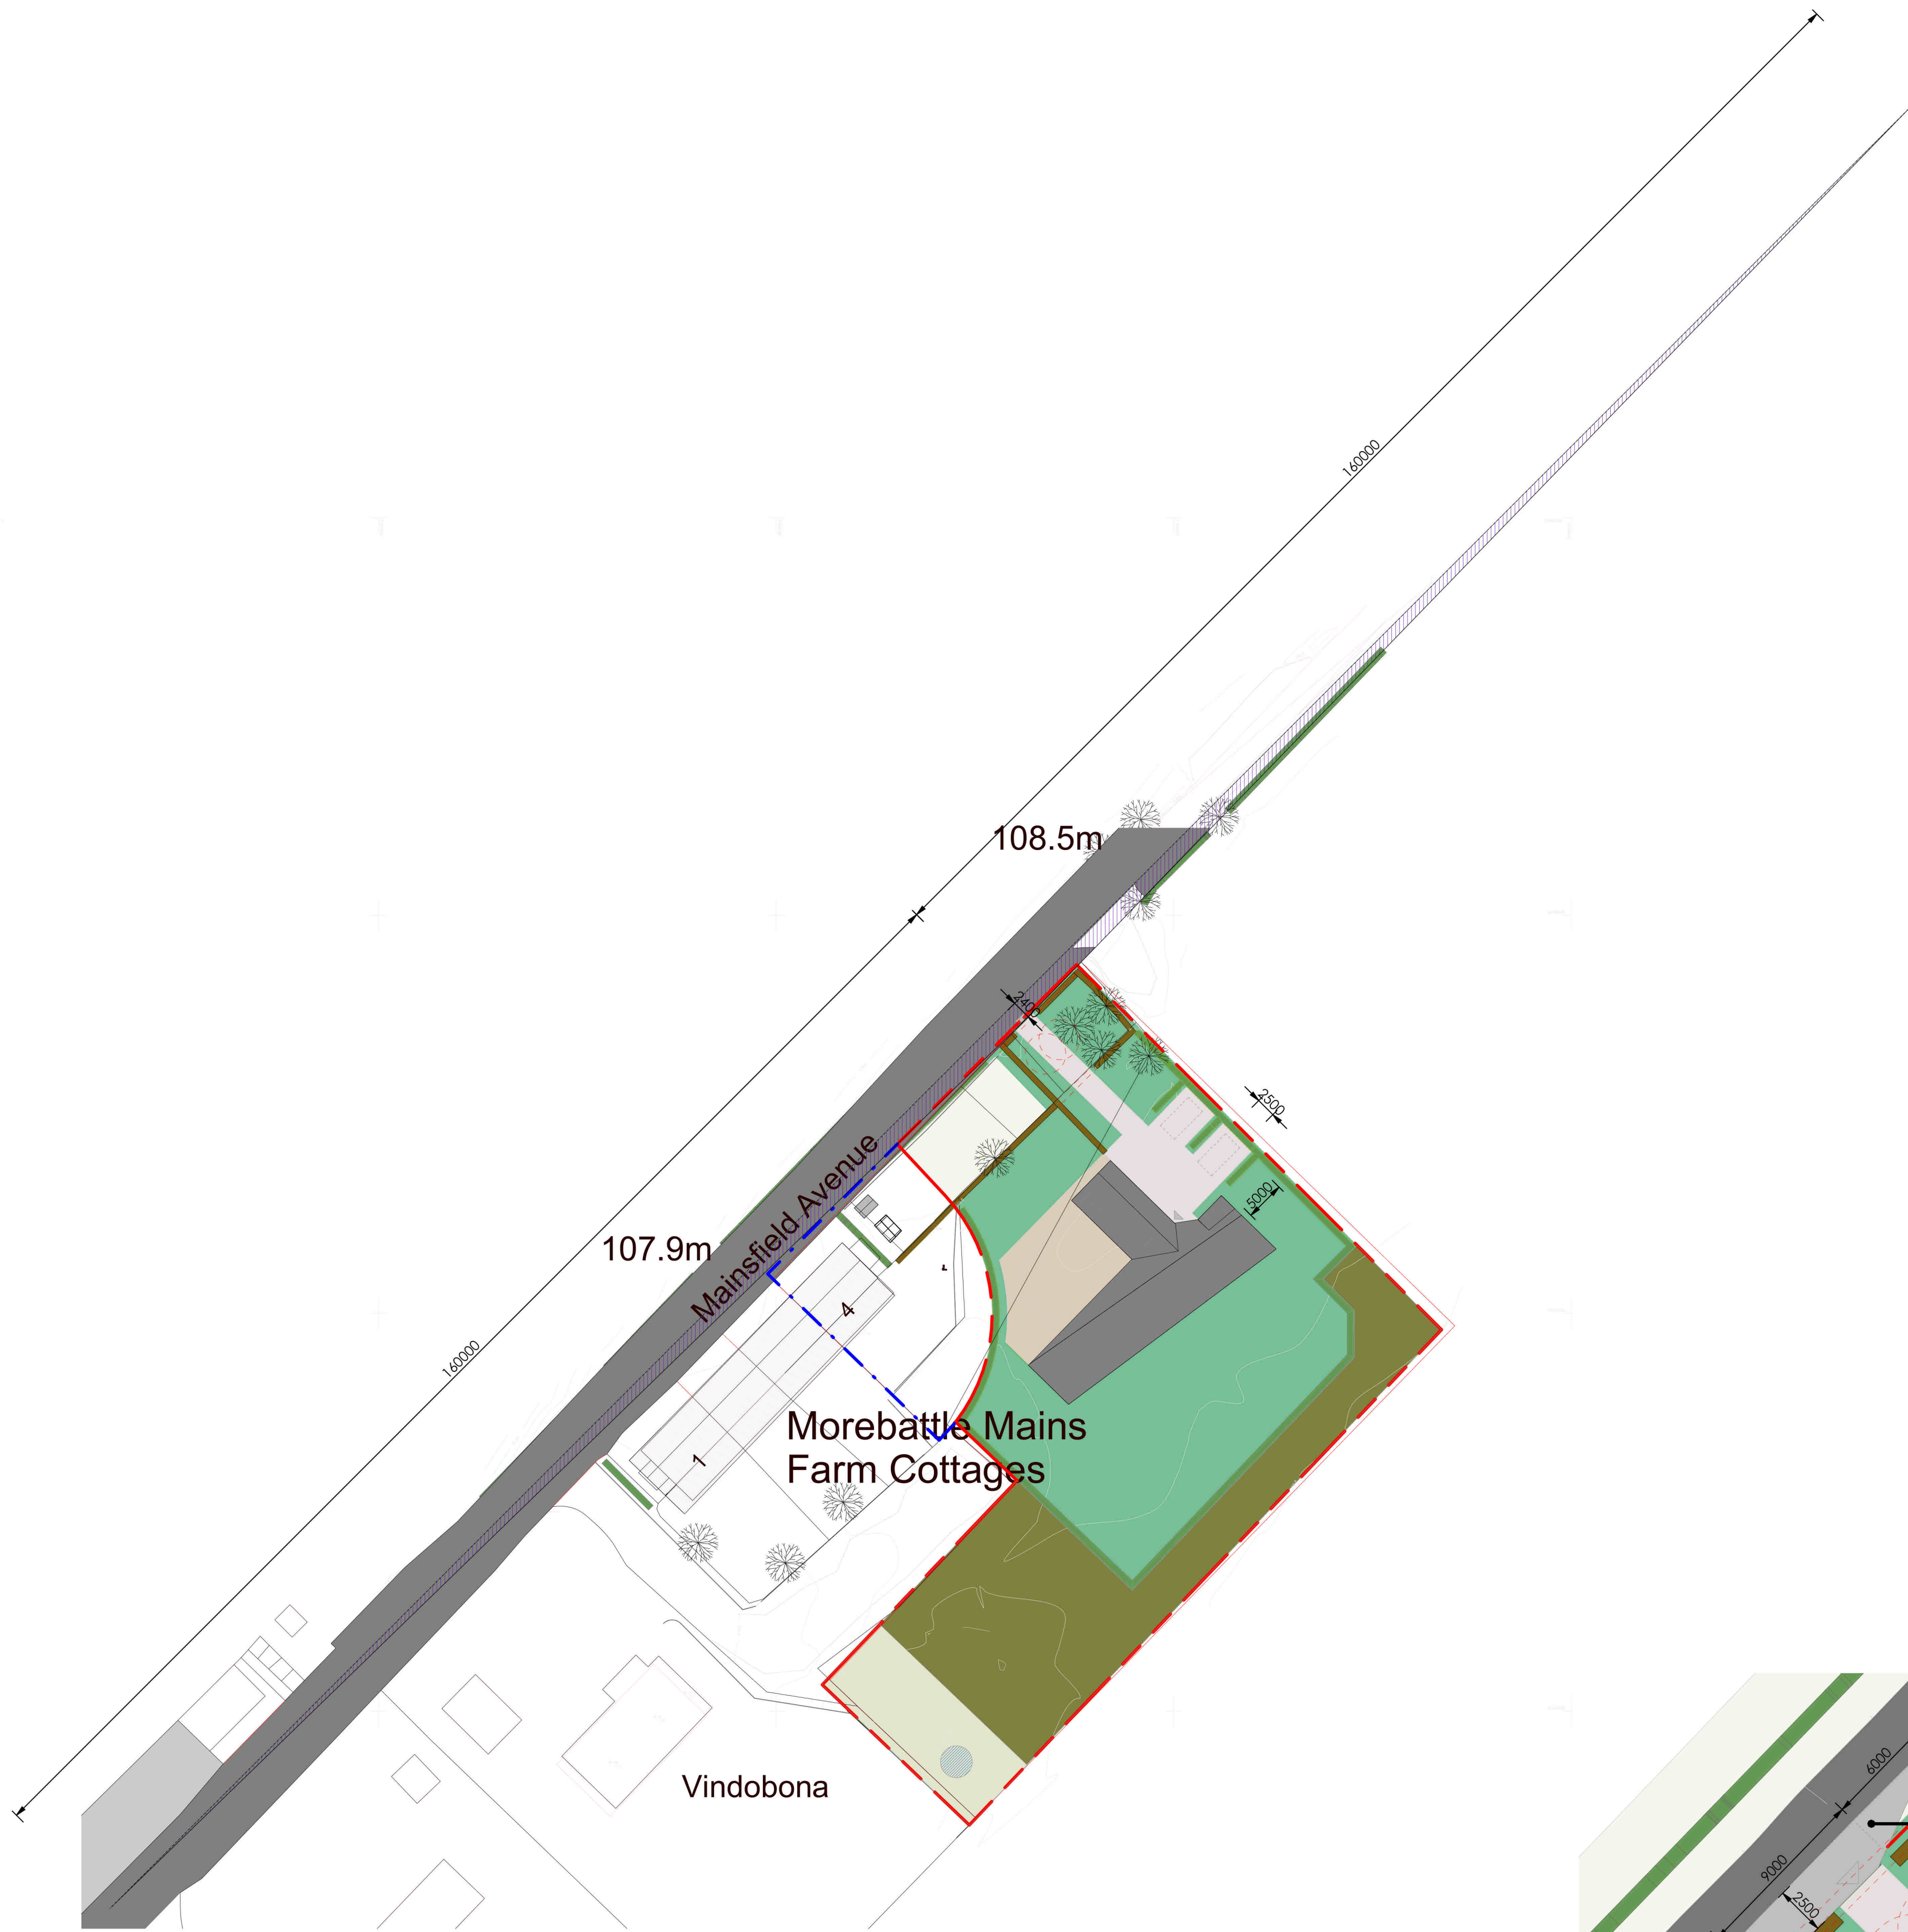 160000
108.5m
2400
2500
Mainsfield Avenue
5000
107.9m
4
160000
Morebattle Mains
Farm Cottages
1
Vindobona
6000
9000
2500